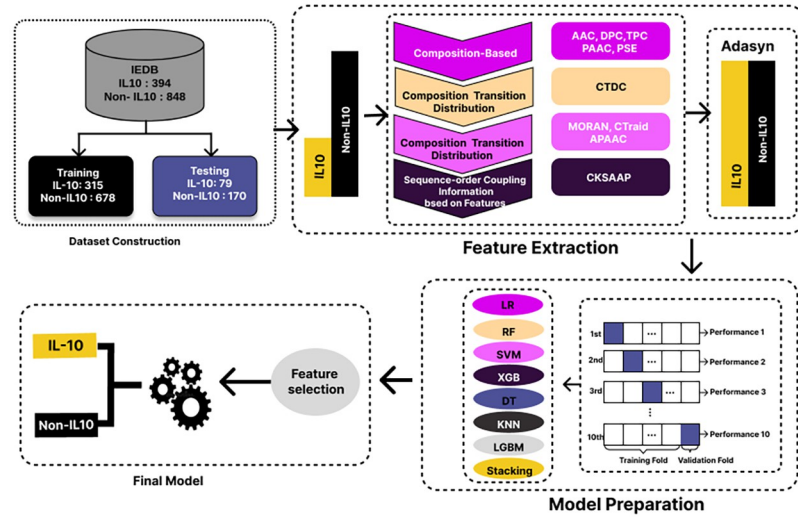 IEDB
IL10 : 394
Non- IL10 : 848
Training
IL-10: 315
Non-IL10 : 678
Testing
IL-10: 79
Non-IL10 : 170
Dataset Construction
IL10
Non-IL10
Composition-Based
Composition Transition
Distribution
Composition Transition
Distribution
Sequence-order Coupling
Information
bsed on Features
AAC, DPC,TPC
PAAC, PSE
CTDC
MORAN, CTraid
APAAC
CKSAAP
Adasyn
IL10
Non-IL10
Feature Extraction
IL-10
Non-IL10
Feature
selection
Final Model
LR
RF
SVM
XGB
DT
KNN
LGBM
Stacking
1st
...
Performance 1
2nd
...
Performance 2
3rd
...
Performance 3
10th
...
Performance 10
Training Fold
Validation Fold
Model Preparation